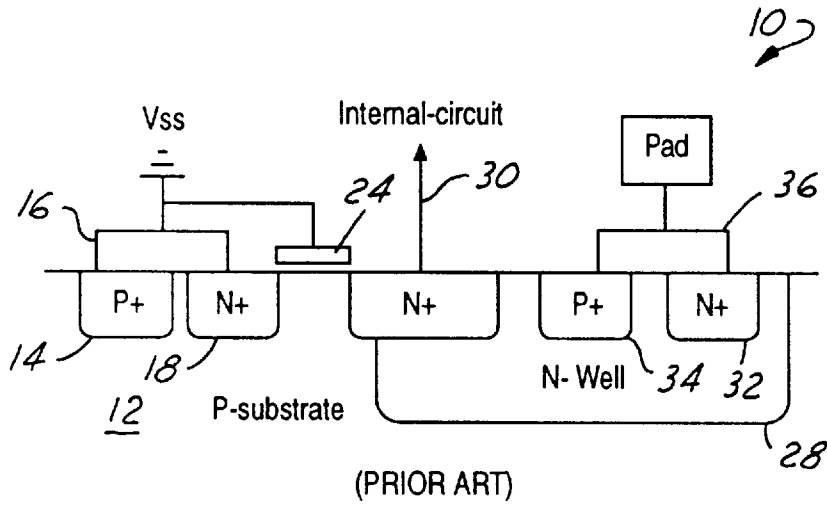 10
Vss
Internal-circuit
Pad
24
30
36
16
P+
N+
N+
P+
N+
14
18
34
32
N- Well
12
P-substrate
28
(PRIOR ART)